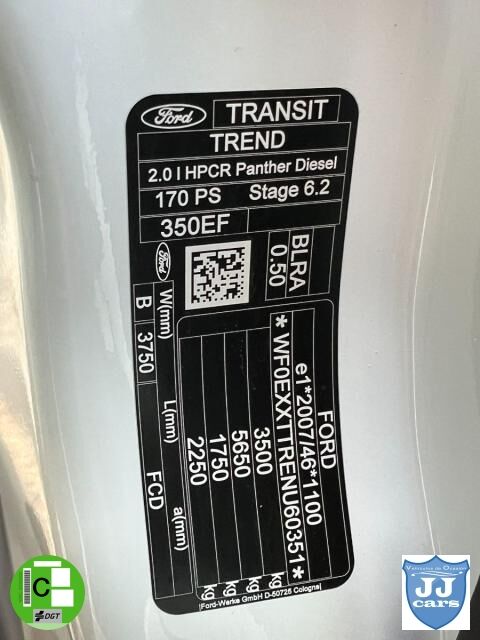 Ford TRANSIT
TREND
2.0 l HPCR Panther Diesel
170 PS Stage 6.2
350EF
BLRA
0.50
Ford
W(mm) L(mm) a(mm)
B 3750 FCD
FORD
e1*2007/46*1100
* WF0EXXTTRENU60351 *
3500 kg
5650 kg
1750 kg
2250 kg
Ford-Werke GmbH D-50725 Cologne
C
DGT
Vehículos de Ocasión
JJ
cars